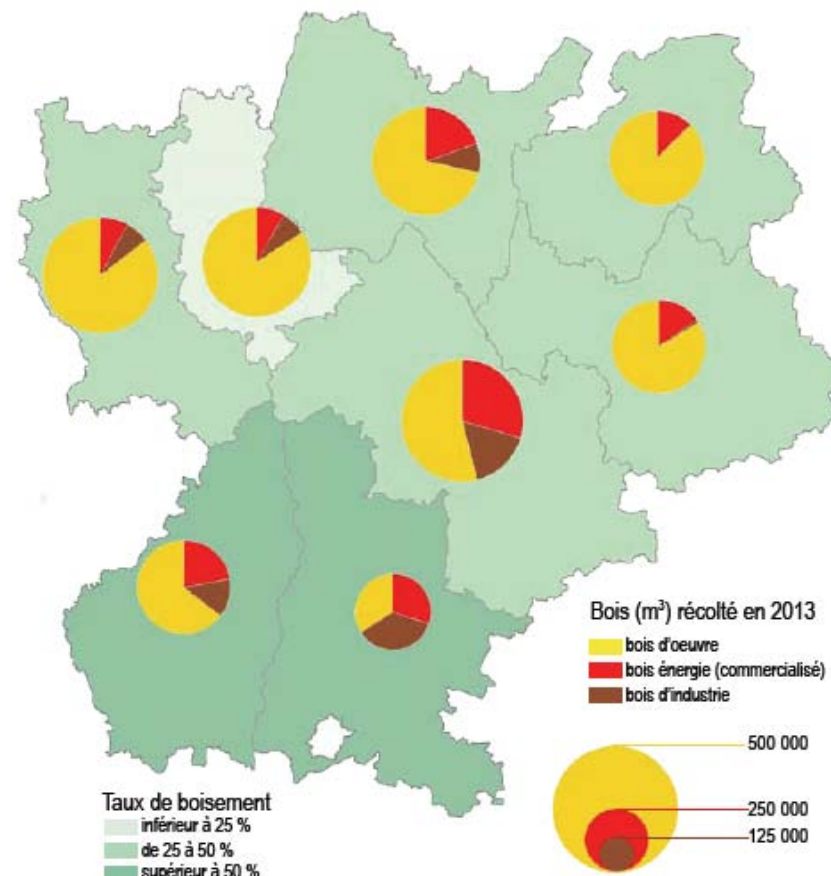 Bois (m³) récolté en 2013
bois d'oeuvre
bois énergie (commercialisé)
bois d'industrie
500 000
250 000
125 000
Taux de boisement
inférieur à 25 %
de 25 à 50 %
supérieur à 50 %